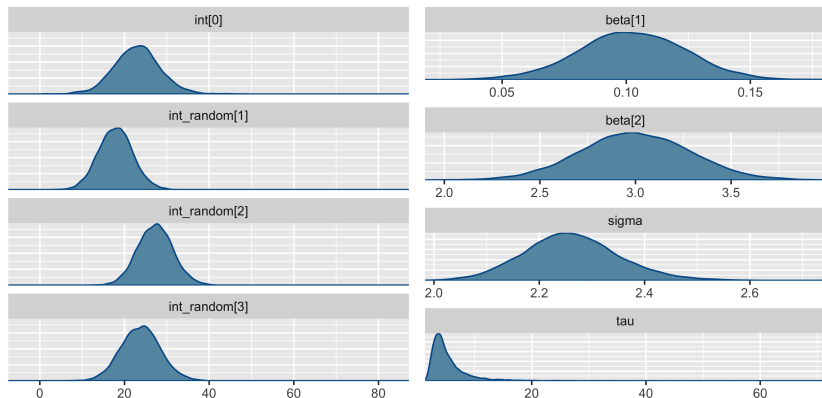 int[0]
int_random[1]
int_random[2]
int_random[3]
0 20 40 60 80
beta[1]
0.05 0.10 0.15
beta[2]
2.0 2.5 3.0 3.5
sigma
2.0 2.2 2.4 2.6
tau
20 40 60